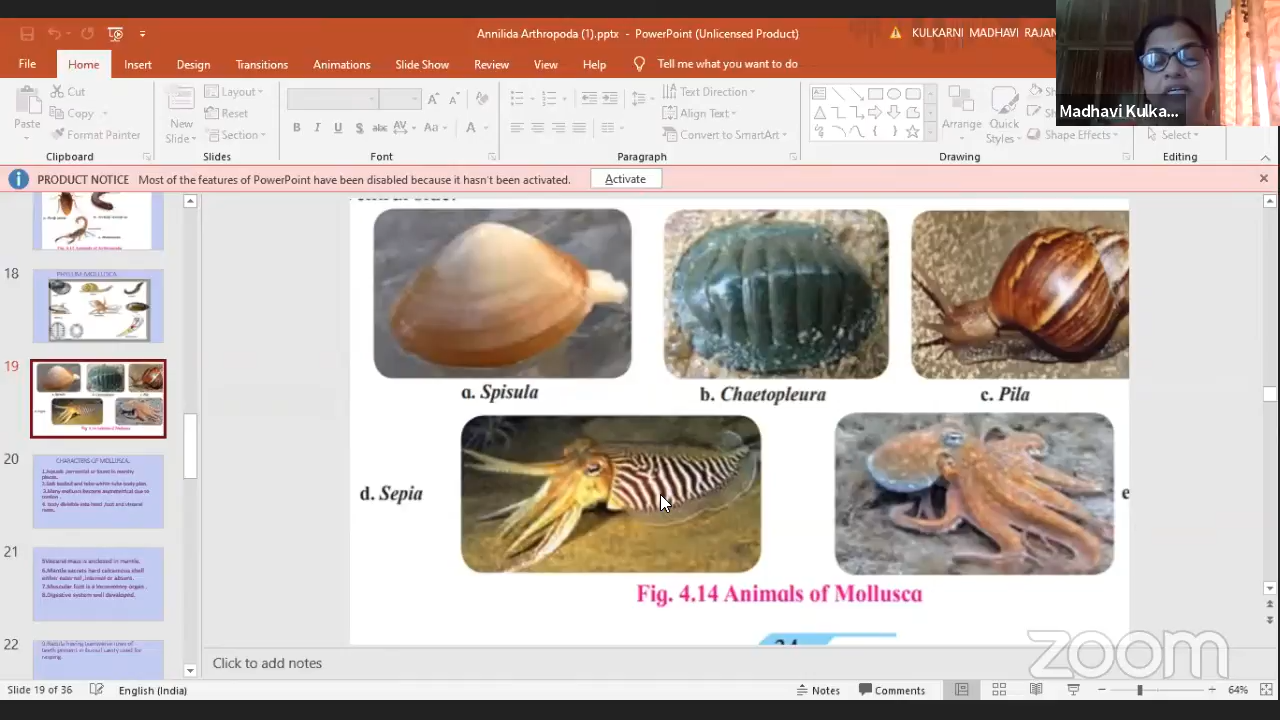 Annilida Arthropoda (1).pptx - PowerPoint (Unlicensed Product)
KULKARNI MADHAVI RAJAN
File Home Insert Design Transitions Animations Slide Show Review View Help Tell me what you want to do
Madhavi Kulka...
Cut
Copy
Format Painter
Paste
Clipboard
New Slide
Layout
Reset
Section
Slides
Font
Text Direction
Align Text
Convert to SmartArt
Paragraph
Arrange
Quick Styles
Shape Effects
Drawing
Select
Editing
PRODUCT NOTICE Most of the features of PowerPoint have been disabled because it hasn't been activated. Activate
18
PHYLUM MOLLUSCA
19
20
CHARACTERS OF MOLLUSCA
21
22
a. Spisula
b. Chaetopleura
c. Pila
d. Sepia
e
Fig. 4.14 Animals of Mollusca
zoom
Click to add notes
Slide 19 of 36 English (India) Notes Comments 64%